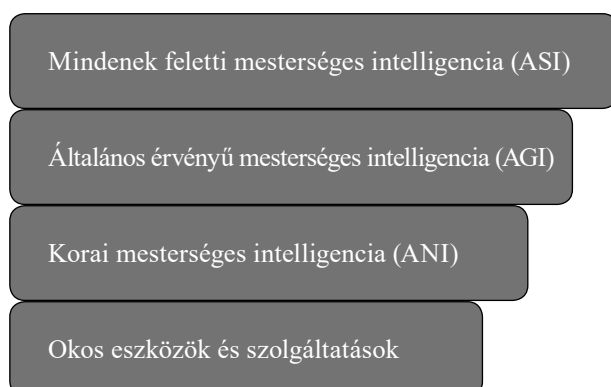 Mindenek feletti mesterséges intelligencia (ASI)
Általános érvényű mesterséges intelligencia (AGI)
Korai mesterséges intelligencia (ANI)
Okos eszközök és szolgáltatások